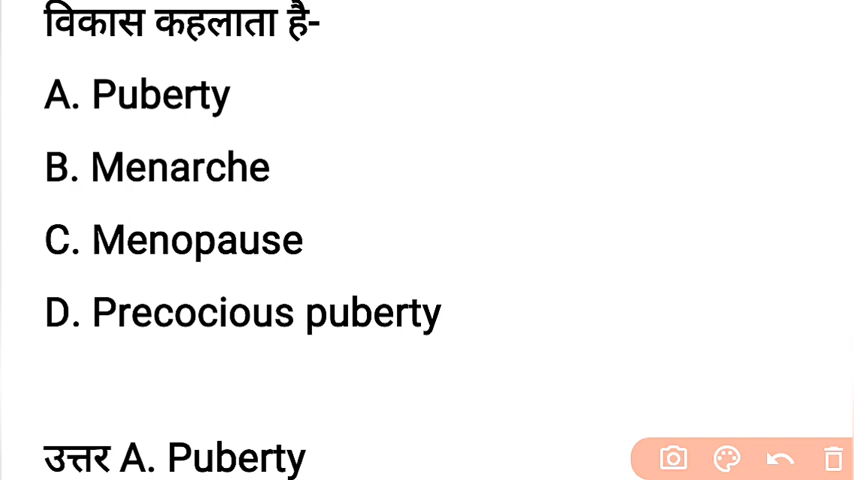 विकास कहलाता है-
A. Puberty
B. Menarche
C. Menopause
D. Precocious puberty
उत्तर A. Puberty